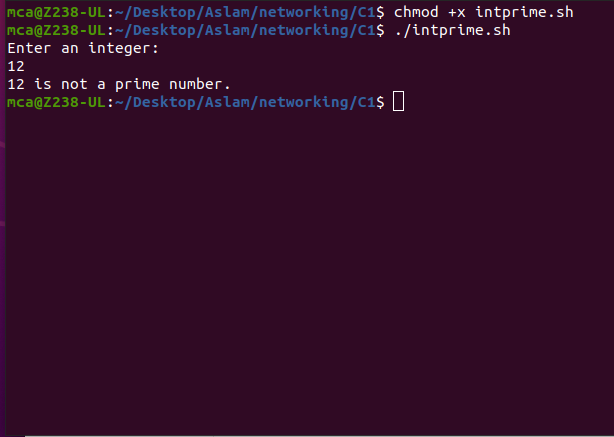 mca@Z238-UL:~/Desktop/Aslam/networking/C1$ chmod +x intprime.sh
mca@Z238-UL:~/Desktop/Aslam/networking/C1$ ./intprime.sh
Enter an integer:
12
12 is not a prime number.
mca@Z238-UL:~/Desktop/Aslam/networking/C1$